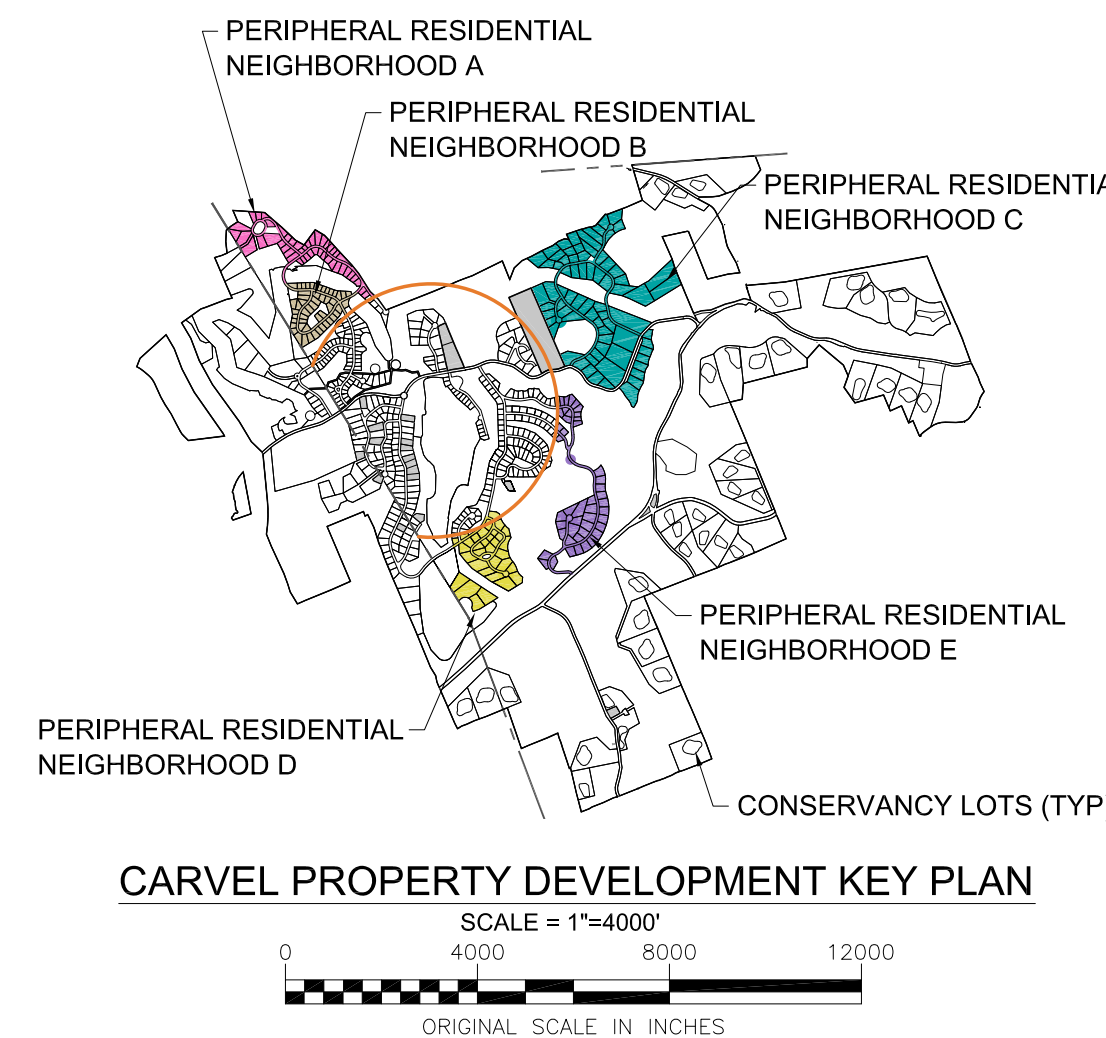 PERIPHERAL RESIDENTIAL
NEIGHBORHOOD A
PERIPHERAL RESIDENTIAL
NEIGHBORHOOD B
PERIPHERAL RESIDENTIA
NEIGHBORHOOD C
PERIPHERAL RESIDENTIAL
NEIGHBORHOOD E
PERIPHERAL RESIDENTIAL
NEIGHBORHOOD D
CONSERVANCY LOTS (TYP
CARVEL PROPERTY DEVELOPMENT KEY PLAN
SCALE = 1"=4000'
0 4000 8000 12000
ORIGINAL SCALE IN INCHES